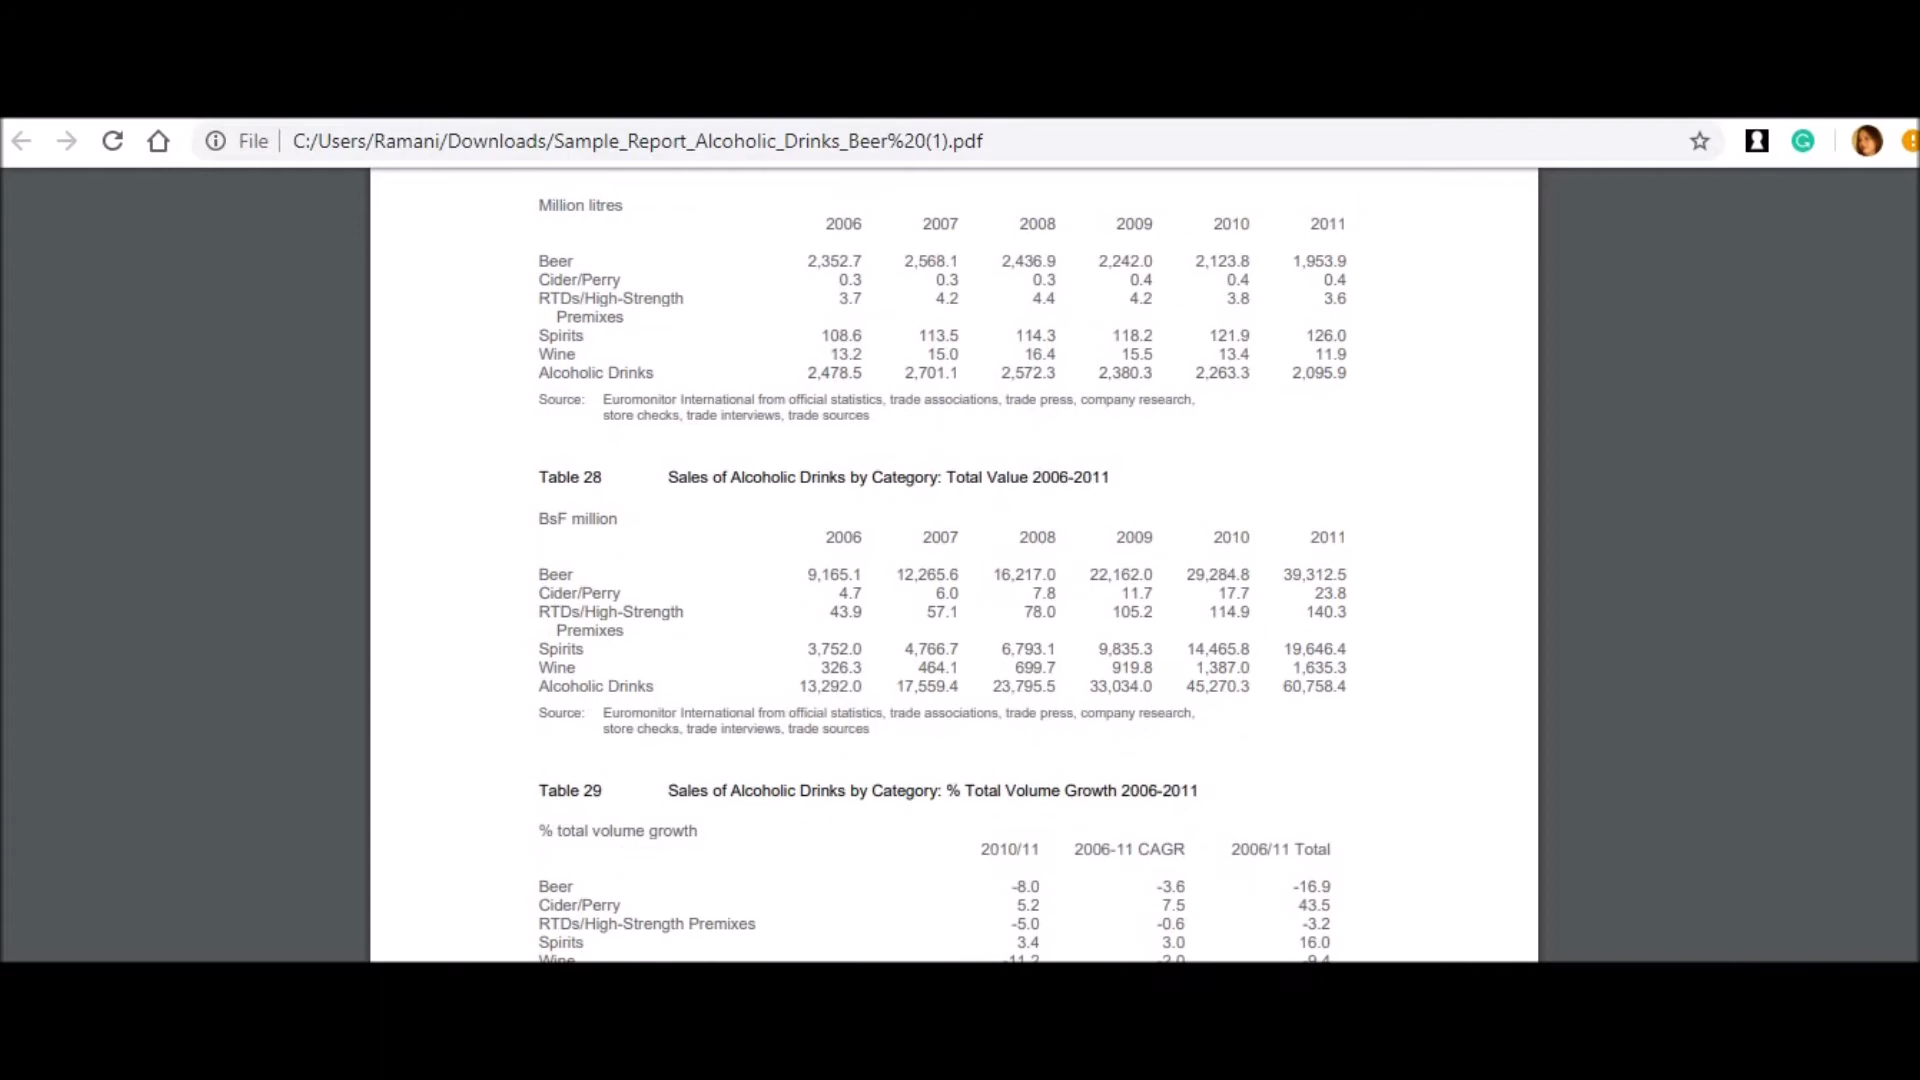 File C:/Users/Ramani/Downloads/Sample_Report_Alcoholic_Drinks_Beer%20(1).pdf
Million litres
2006 2007 2008 2009 2010 2011
Beer 2,352.7 2,568.1 2,436.9 2,242.0 2,123.8 1,953.9
Cider/Perry 0.3 0.3 0.3 0.4 0.4 0.4
RTDs/High-Strength 3.7 4.2 4.4 4.2 3.8 3.6
Premixes
Spirits 108.6 113.5 114.3 118.2 121.9 126.0
Wine 13.2 15.0 16.4 15.5 13.4 11.9
Alcoholic Drinks 2,478.5 2,701.1 2,572.3 2,380.3 2,263.3 2,095.9
Source: Euromonitor International from official statistics, trade associations, trade press, company research,
store checks, trade interviews, trade sources
Table 28 Sales of Alcoholic Drinks by Category: Total Value 2006-2011
BsF million
2006 2007 2008 2009 2010 2011
Beer 9,165.1 12,265.6 16,217.0 22,162.0 29,284.8 39,312.5
Cider/Perry 4.7 6.0 7.8 11.7 17.7 23.8
RTDs/High-Strength 43.9 57.1 78.0 105.2 114.9 140.3
Premixes
Spirits 3,752.0 4,766.7 6,793.1 9,835.3 14,465.8 19,646.4
Wine 326.3 464.1 699.7 919.8 1,387.0 1,635.3
Alcoholic Drinks 13,292.0 17,559.4 23,795.5 33,034.0 45,270.3 60,758.4
Source: Euromonitor International from official statistics, trade associations, trade press, company research,
store checks, trade interviews, trade sources
Table 29 Sales of Alcoholic Drinks by Category: % Total Volume Growth 2006-2011
% total volume growth
2010/11 2006-11 CAGR 2006/11 Total
Beer -8.0 -3.6 -16.9
Cider/Perry 5.2 7.5 43.5
RTDs/High-Strength Premixes -5.0 -0.6 -3.2
Spirits 3.4 3.0 16.0
Wine -11.2 -2.0 -9.4